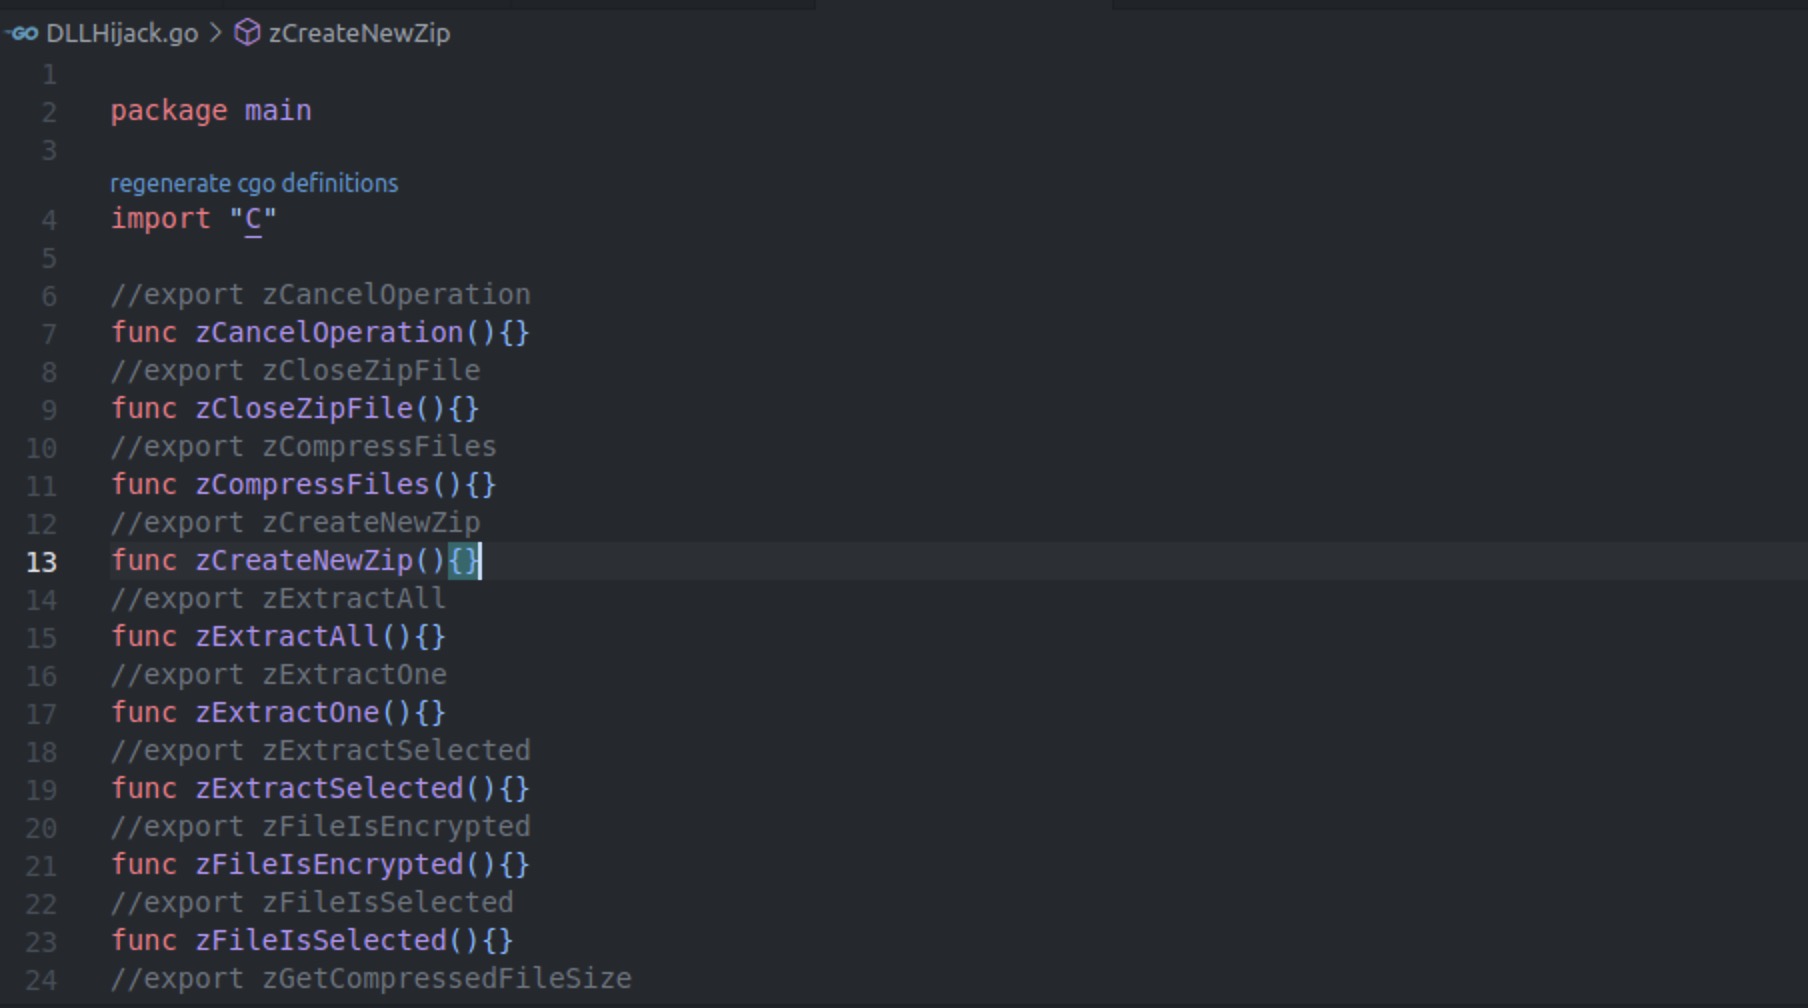 GO DLLHijack.go > zCreateNewZip
1
2 package main
3
regenerate cgo definitions
4 import "C"
5
6 //export zCancelOperation
7 func zCancelOperation(){}
8 //export zCloseZipFile
9 func zCloseZipFile(){}
10 //export zCompressFiles
11 func zCompressFiles(){}
12 //export zCreateNewZip
13 func zCreateNewZip(){}
14 //export zExtractAll
15 func zExtractAll(){}
16 //export zExtractOne
17 func zExtractOne(){}
18 //export zExtractSelected
19 func zExtractSelected(){}
20 //export zFileIsEncrypted
21 func zFileIsEncrypted(){}
22 //export zFileIsSelected
23 func zFileIsSelected(){}
24 //export zGetCompressedFileSize